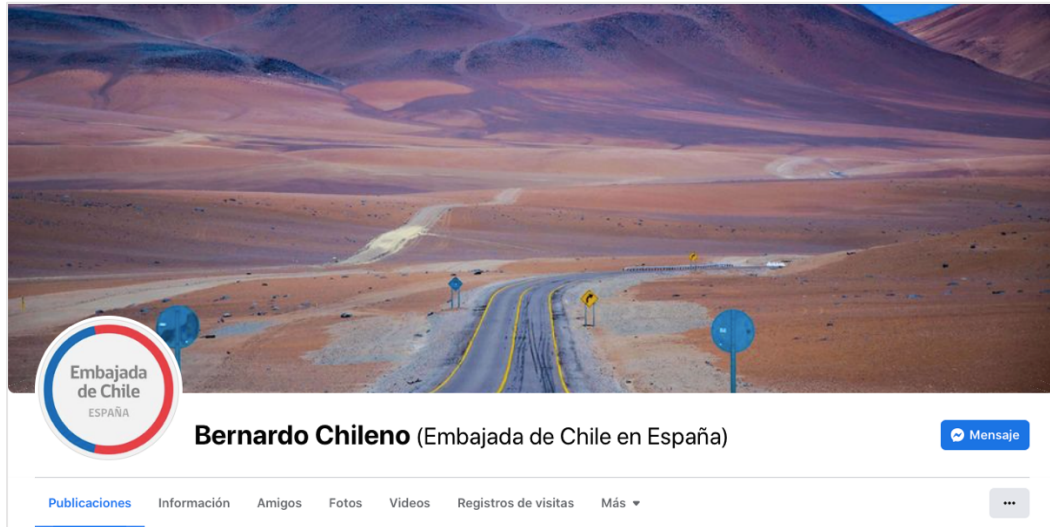 Embajada
de Chile
ESPAÑA
Bernardo Chileno (Embajada de Chile en España)
Mensaje
Publicaciones Información Amigos Fotos Videos Registros de visitas Más